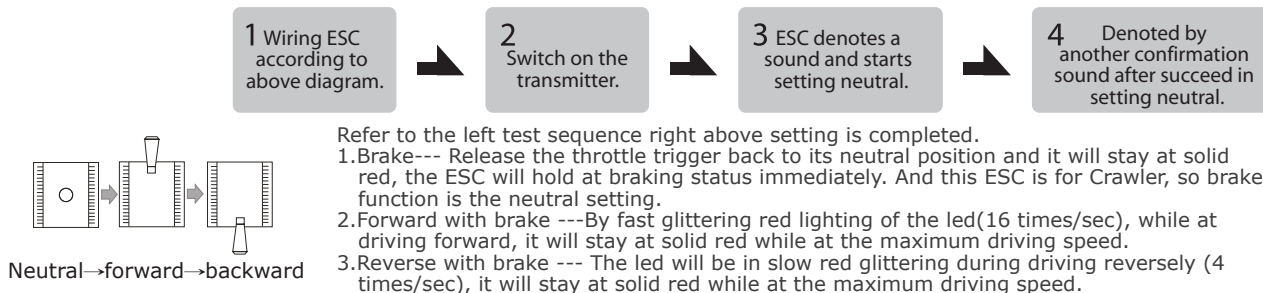 1 Wiring ESC
according to
above diagram.
2
Switch on the
transmitter.
3 ESC denotes a
sound and starts
setting neutral.
4 Denoted by
another confirmation
sound after succeed in
setting neutral.
Refer to the left test sequence right above setting is completed.
1.Brake--- Release the throttle trigger back to its neutral position and it will stay at solid
red, the ESC will hold at braking status immediately. And this ESC is for Crawler, so brake
function is the neutral setting.
2.Forward with brake ---By fast glittering red lighting of the led(16 times/sec), while at
driving forward, it will stay at solid red while at the maximum driving speed.
3.Reverse with brake --- The led will be in slow red glittering during driving reversely (4
times/sec), it will stay at solid red while at the maximum driving speed.
Neutral→forward→backward